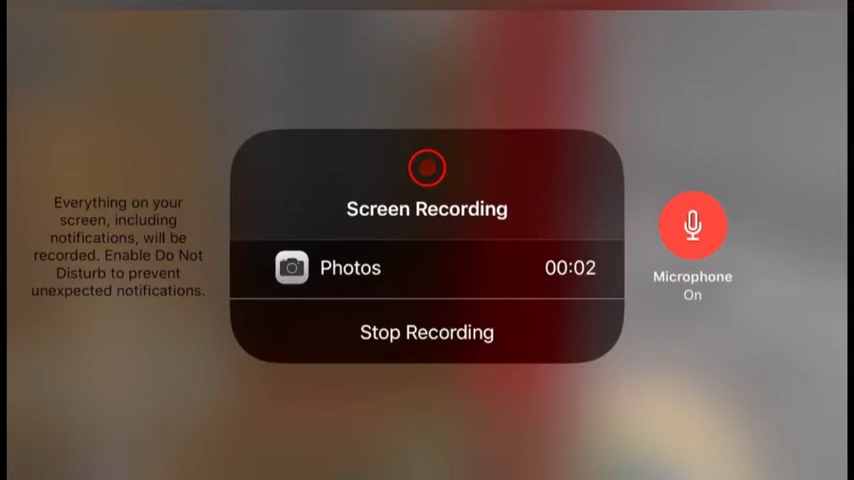 Everything on your
screen, including
notifications, will be
recorded. Enable Do Not
Disturb to prevent
unexpected notifications.
Screen Recording
Photos 00:02
Stop Recording
Microphone
On